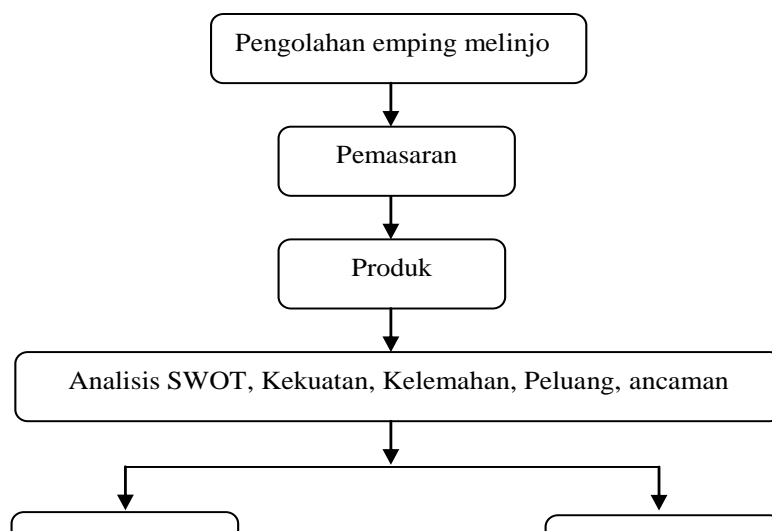 Pengolahan emping melinjo
Pemasaran
Produk
Analisis SWOT, Kekuatan, Kelemahan, Peluang, ancaman